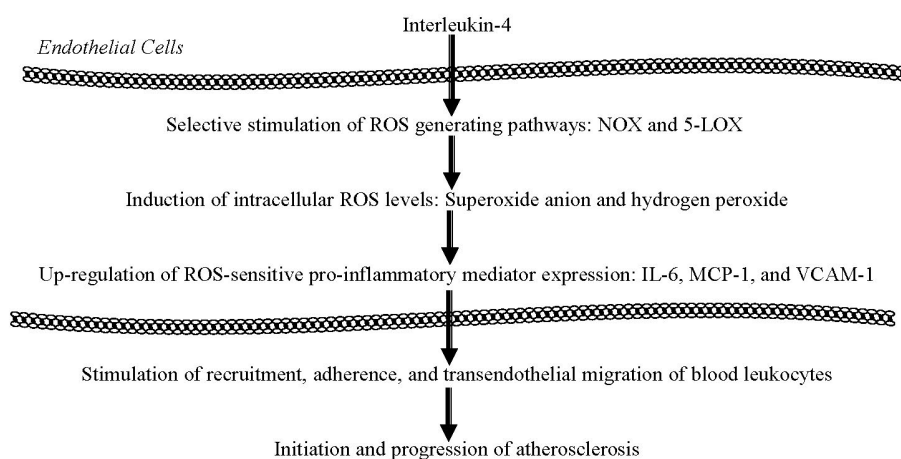 Interleukin-4
Endothelial Cells
Selective stimulation of ROS generating pathways: NOX and 5-LOX
Induction of intracellular ROS levels: Superoxide anion and hydrogen peroxide
Up-regulation of ROS-sensitive pro-inflammatory mediator expression: IL-6, MCP-1, and VCAM-1
Stimulation of recruitment, adherence, and transendothelial migration of blood leukocytes
Initiation and progression of atherosclerosis